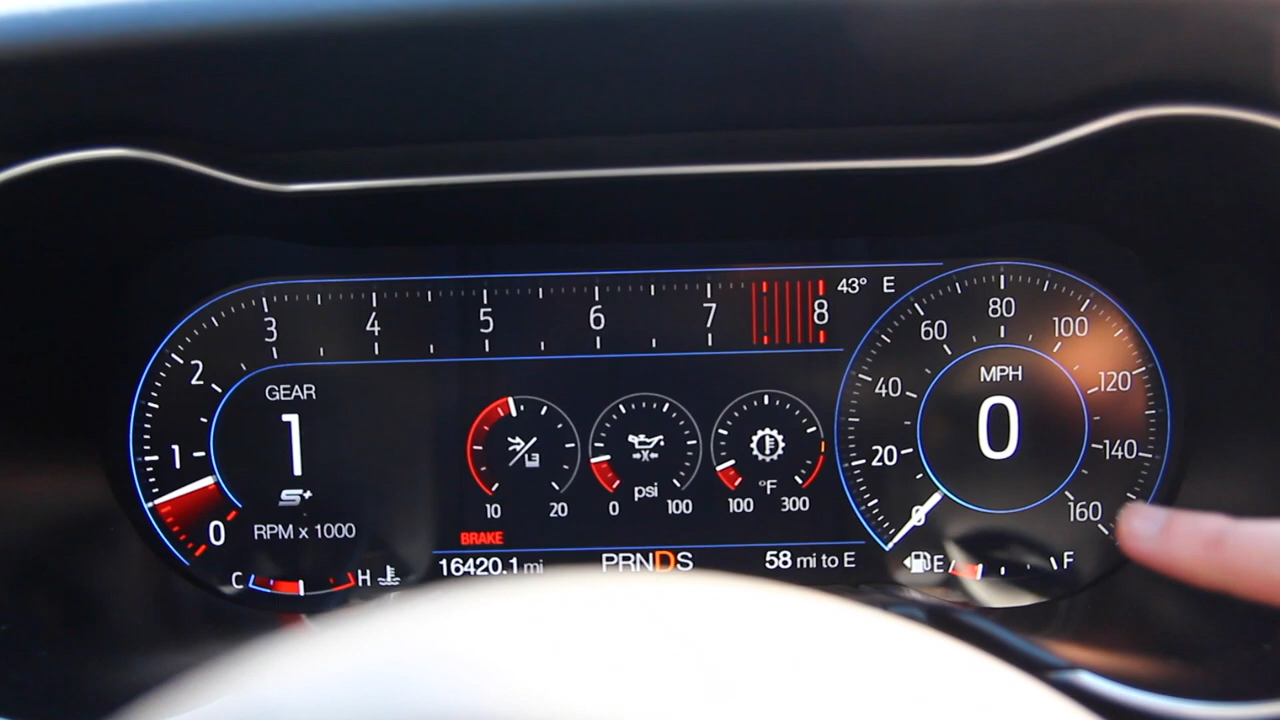 3 4 5 6 7 8
43° E
2
1
0
GEAR
1
S+
RPM x 1000
C H
10 20
psi
0 100
°F
100 300
BRAKE
16420.1 mi
PRNDS
58 mi to E
MPH
0
0 20 40 60 80 100 120 140 160
E F